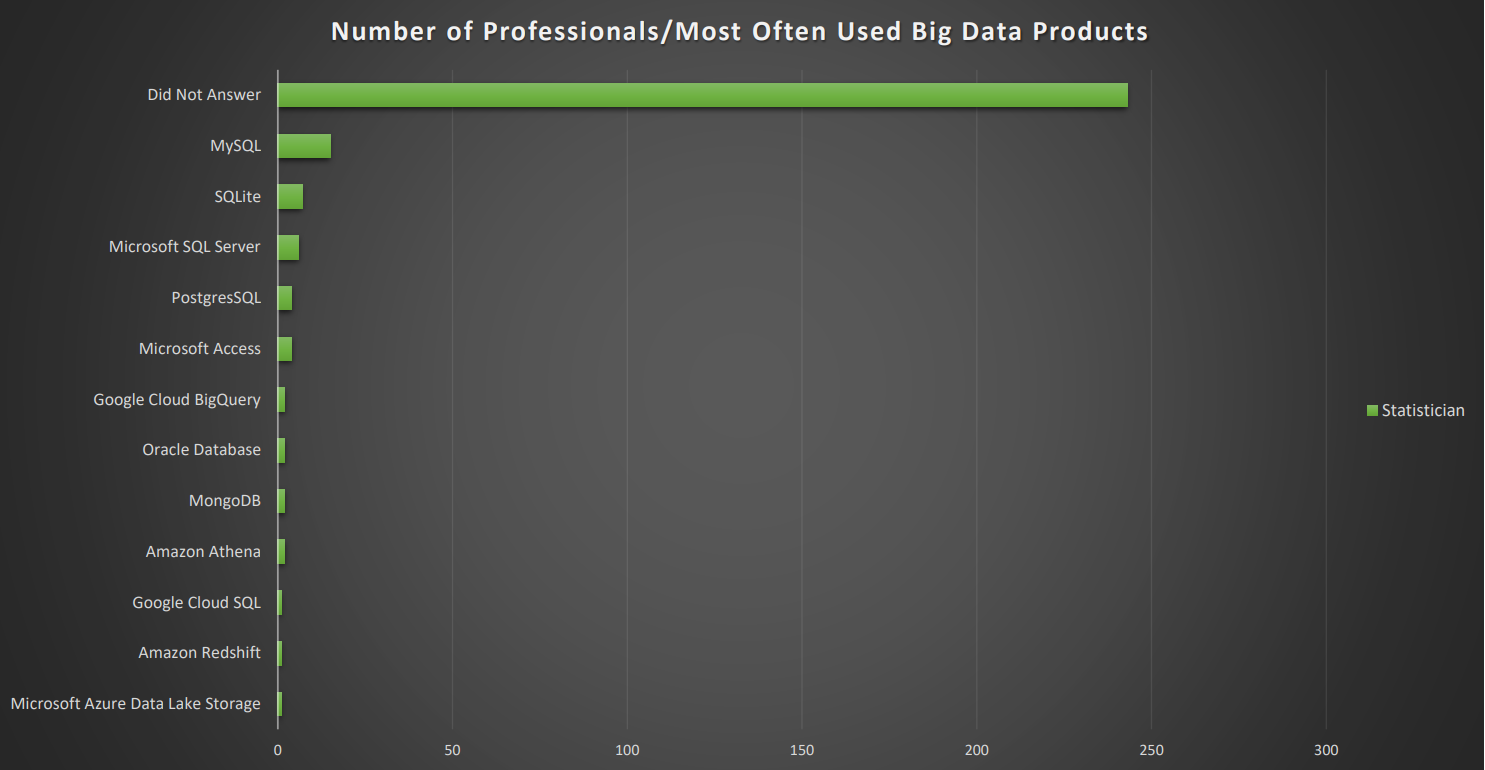 Number of Professionals/Most Often Used Big Data Products
Did Not Answer
MySQL
SQLite
Microsoft SQL Server
PostgresSQL
Microsoft Access
Google Cloud BigQuery
Oracle Database
MongoDB
Amazon Athena
Google Cloud SQL
Amazon Redshift
Microsoft Azure Data Lake Storage
0 50 100 150 200 250 300
Statistician